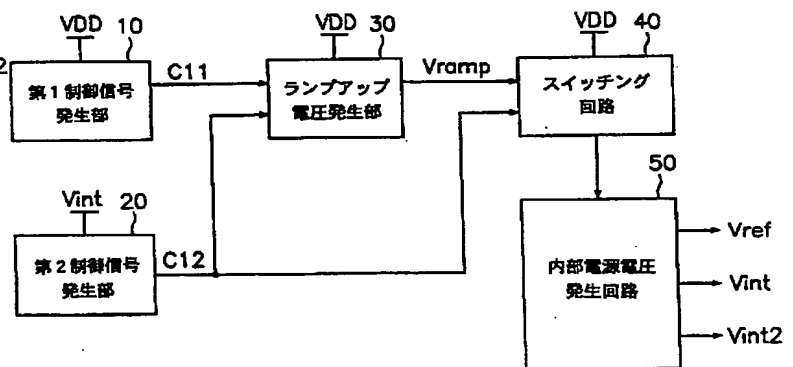 VDD
10
2
第1制御信号
発生部
C11
VDD
30
ランプアップ
電圧発生部
Vramp
VDD
40
スイッチング
回路
Vint
20
第2制御信号
発生部
C12
50
内部電源電圧
発生回路
Vref
Vint
Vint2